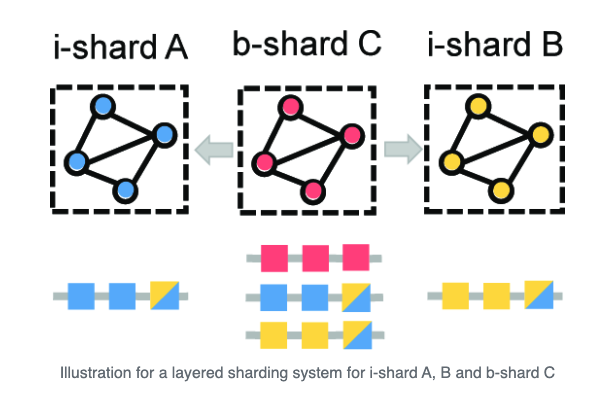 i-shard A b-shard C i-shard B
Illustration for a layered sharding system for i-shard A, B and b-shard C